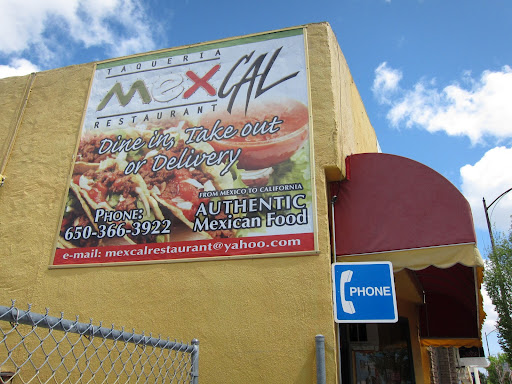 TAQUERIA
MEXCAL
RESTAURANT
Dine in, Take out
or Delivery
FROM MEXICO TO CALIFORNIA
AUTHENTIC
Mexican Food
PHONE:
650-366-3922
e-mail: mexcalrestaurant@yahoo.com
PHONE